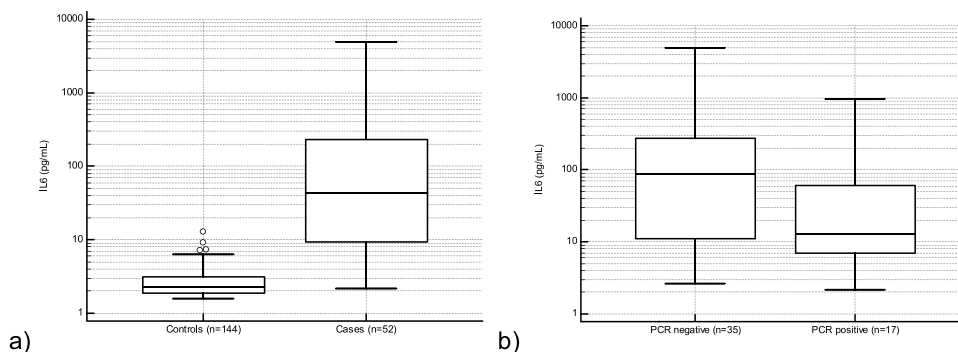 10000
1000
100
10
1
IL6 (pg/mL)
Controls (n=144)
Cases (n=52)
a)
10000
1000
100
10
1
IL6 (pg/mL)
PCR negative (n=35)
PCR positive (n=17)
b)